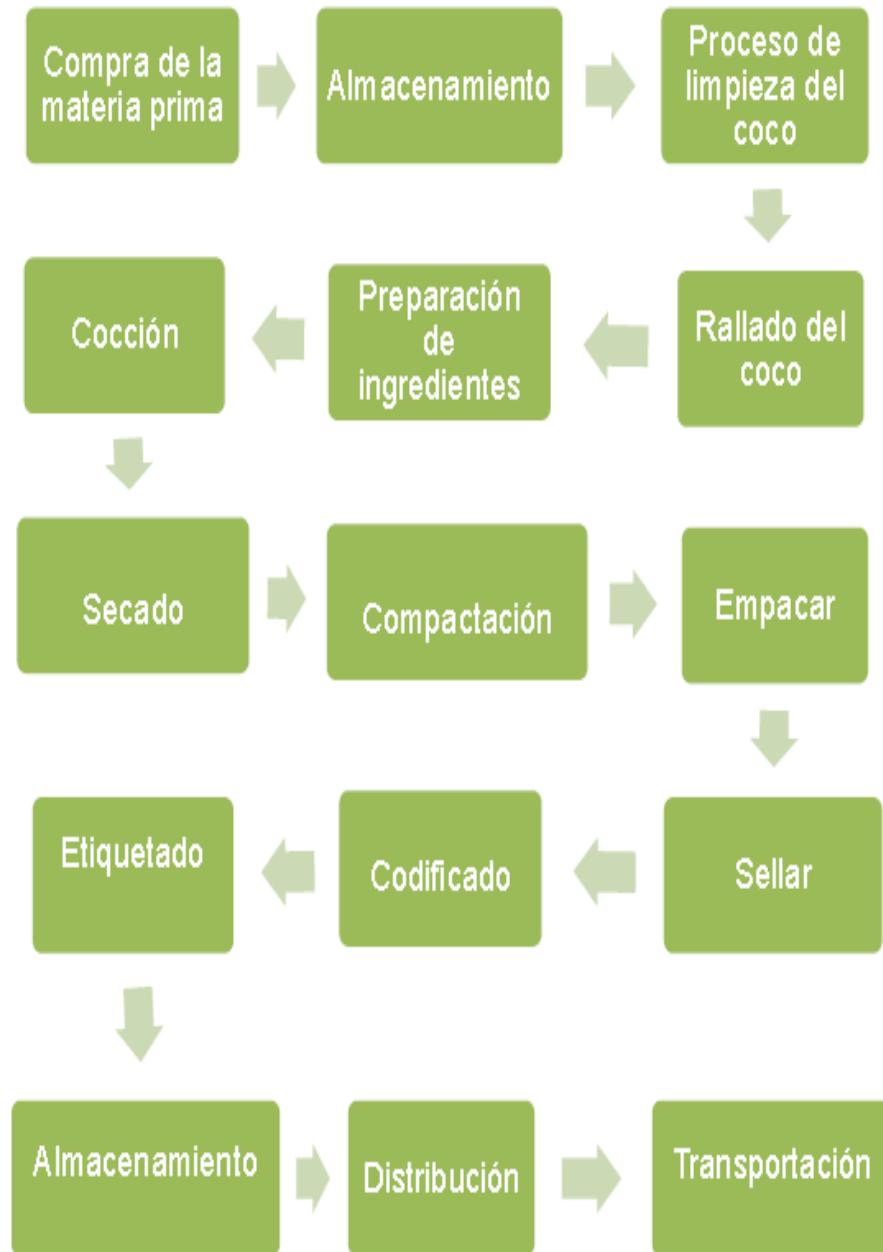 Compra de la
materia prima
Almacenamiento
Proceso de
limpieza del
coco
Rallado del
coco
Preparación
de
ingredientes
Cocción
Secado
Compactación
Empacar
Sellar
Codificado
Etiquetado
Almacenamiento
Distribución
Transportación